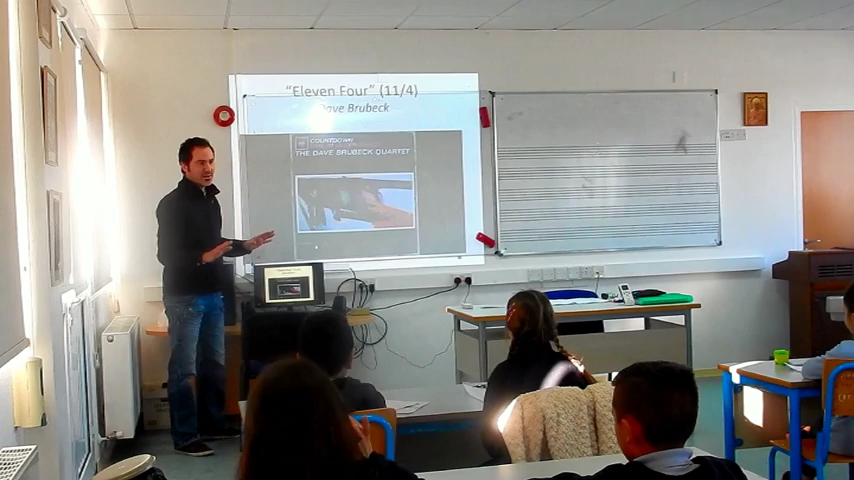 "Eleven Four" (11/4)
Dave Brubeck
COUNTDOWN
THE DAVE BRUBECK QUARTET